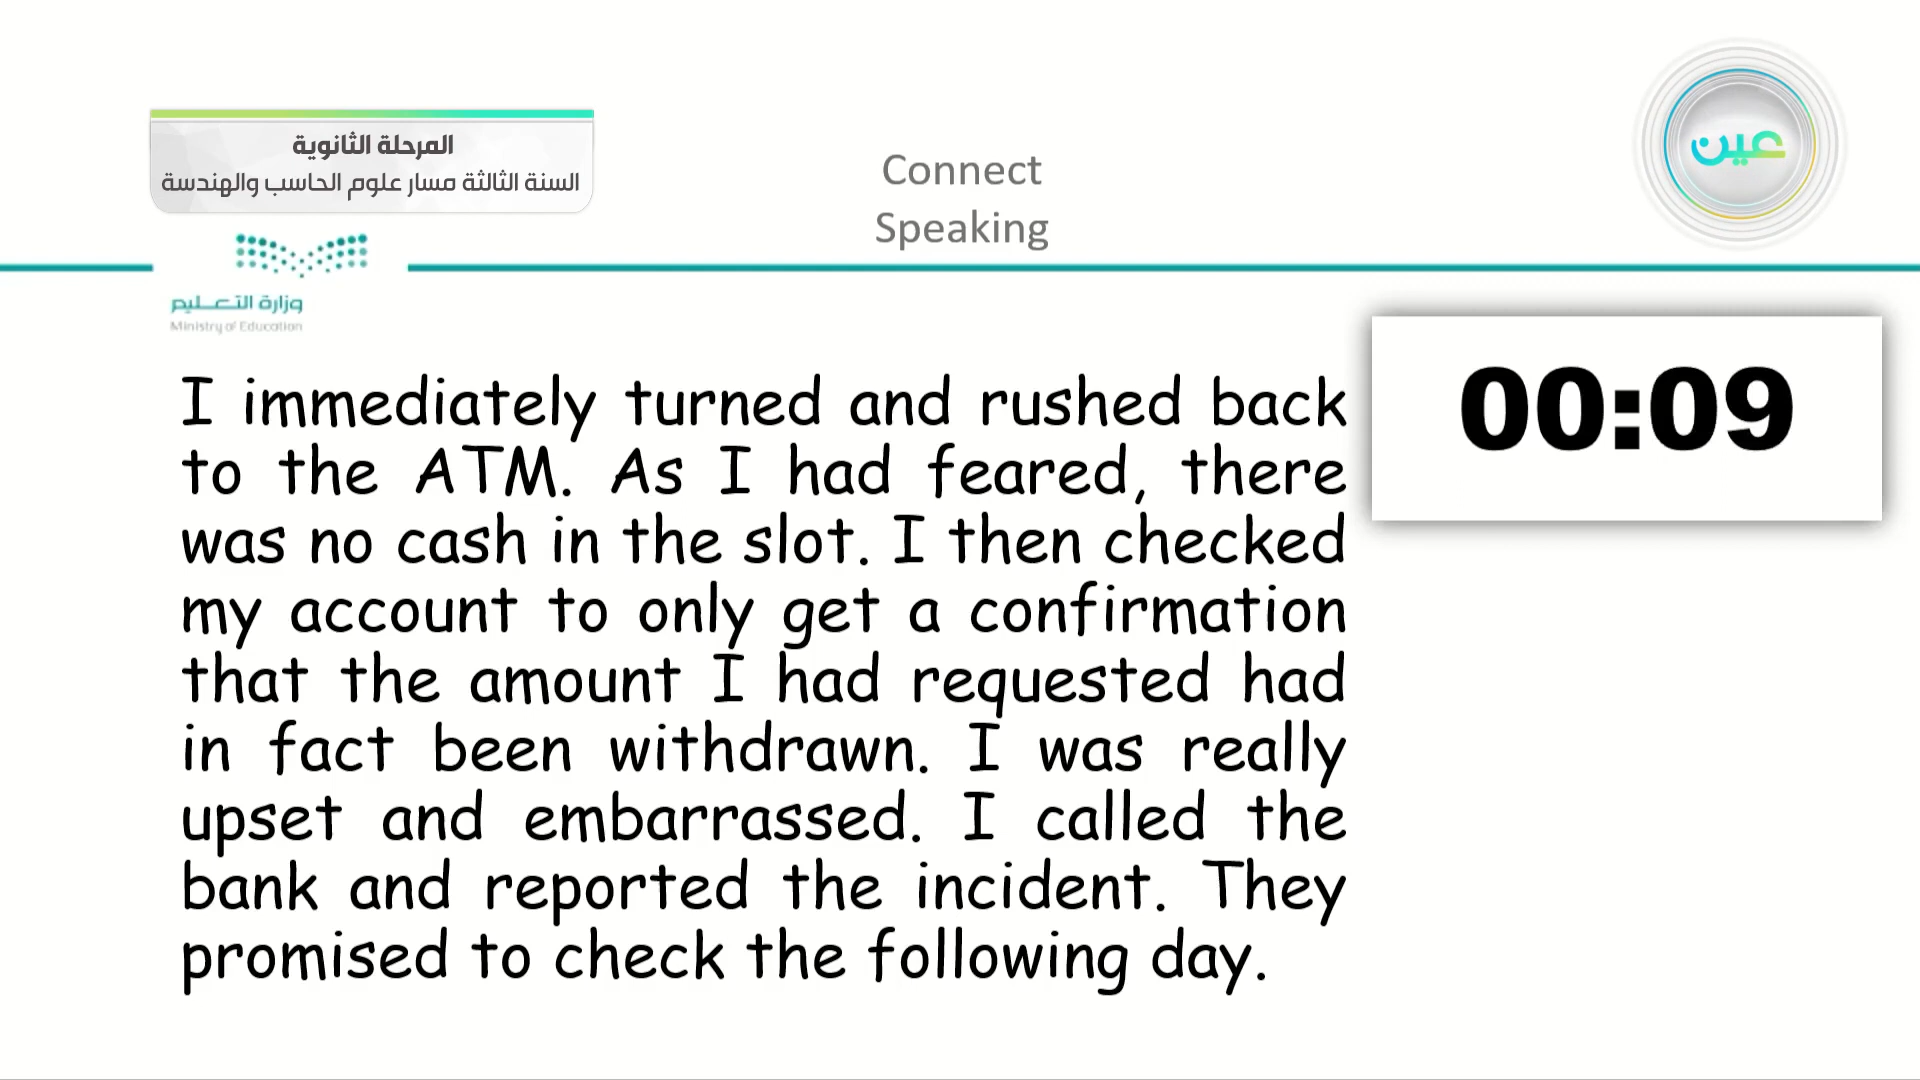 المرحلة الثانوية
السنة الثالثة مسار علوم الحاسب والهندسة
Connect
Speaking
عين
وزارة التعليم
Ministry of Education
00:09
I immediately turned and rushed back
to the ATM. As I had feared, there
was no cash in the slot. I then checked
my account to only get a confirmation
that the amount I had requested had
in fact been withdrawn. I was really
upset and embarrassed. I called the
bank and reported the incident. They
promised to check the following day.